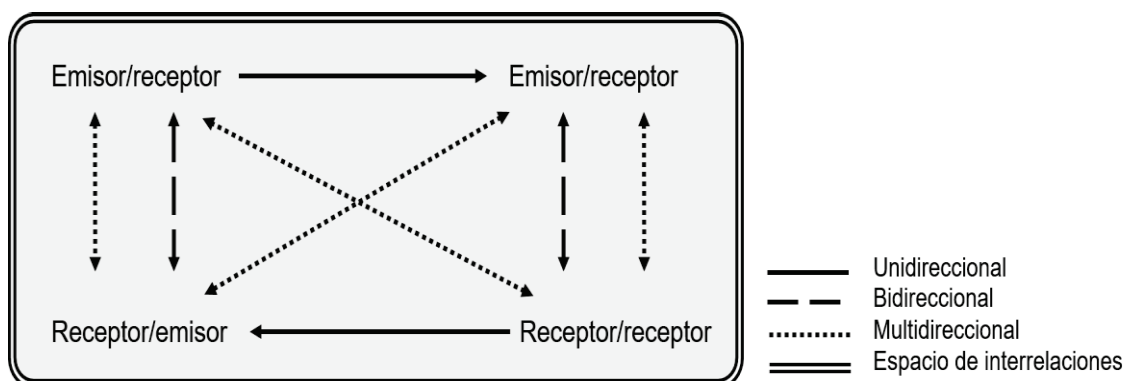 Emisor/receptor
Emisor/receptor
Receptor/emisor
Receptor/receptor
Unidireccional
Bidireccional
Multidireccional
Espacio de interrelaciones